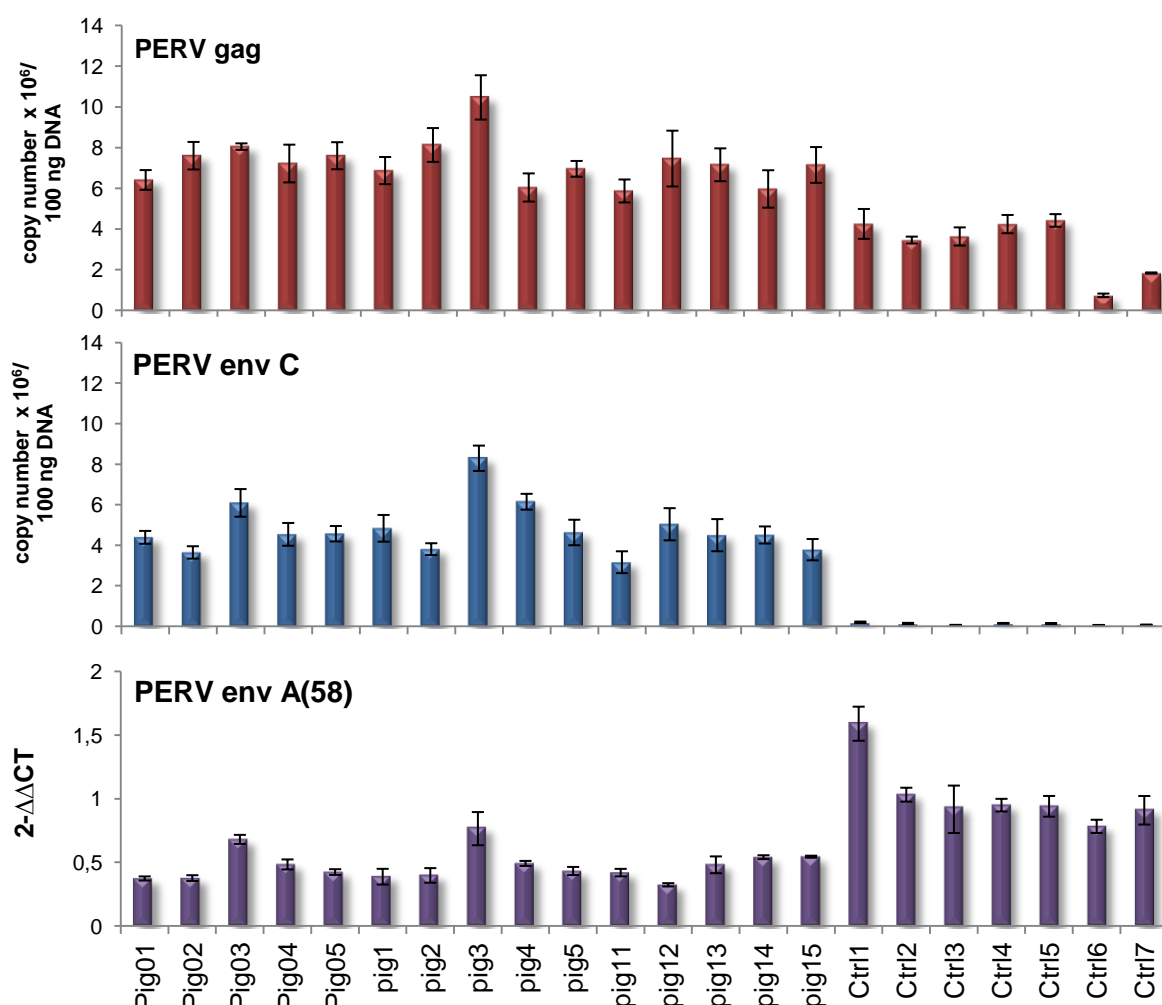 PERV gag
copy number x 10⁶/
100 ng DNA
14
12
10
8
6
4
2
0
PERV env C
copy number x 10⁶/
100 ng DNA
14
12
10
8
6
4
2
0
PERV env A(58)
2-ΔΔCT
2
1,5
1
0,5
0
Pig01
Pig02
Pig03
Pig04
Pig05
pig1
pig2
pig3
pig4
pig5
pig11
pig12
pig13
pig14
pig15
Ctrl1
Ctrl2
Ctrl3
Ctrl4
Ctrl5
Ctrl6
Ctrl7